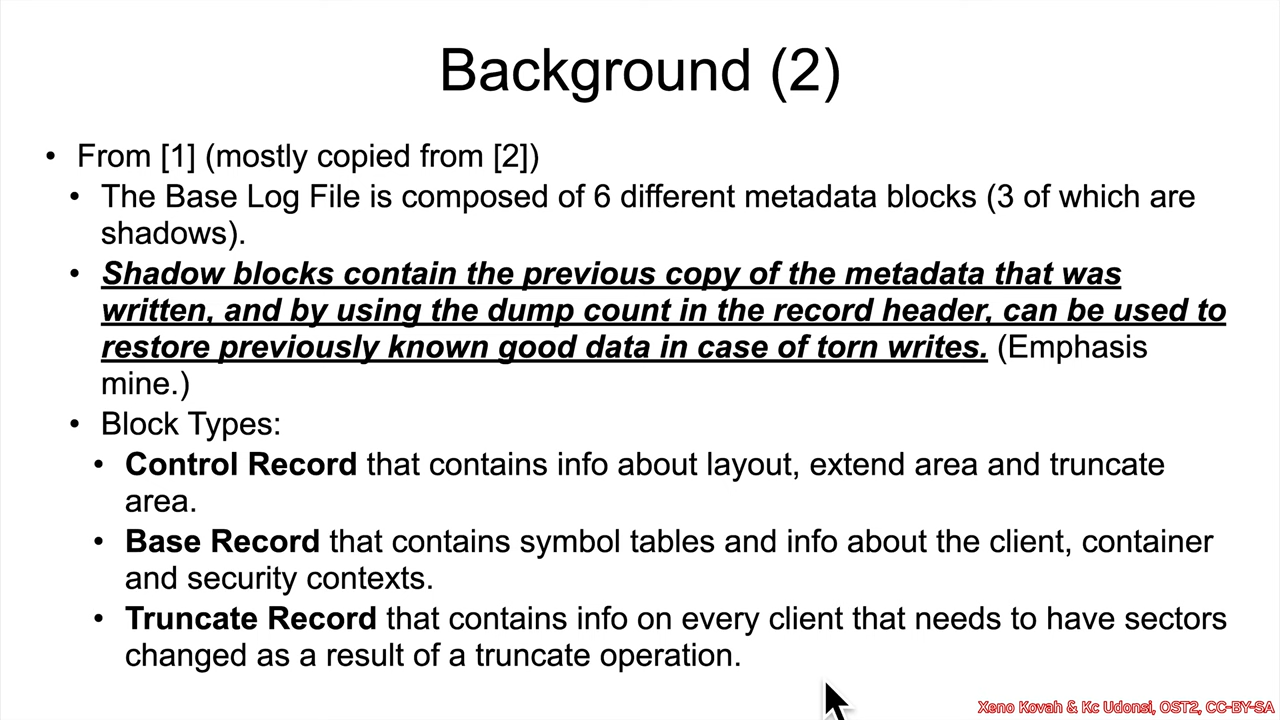 Background (2)
• From [1] (mostly copied from [2])
• The Base Log File is composed of 6 different metadata blocks (3 of which are
shadows).
• Shadow blocks contain the previous copy of the metadata that was
written, and by using the dump count in the record header, can be used to
restore previously known good data in case of torn writes. (Emphasis
mine.)
• Block Types:
• Control Record that contains info about layout, extend area and truncate
area.
• Base Record that contains symbol tables and info about the client, container
and security contexts.
• Truncate Record that contains info on every client that needs to have sectors
changed as a result of a truncate operation.
Xeno Kovah & Kc Udonsi, OST2, CC-BY-SA